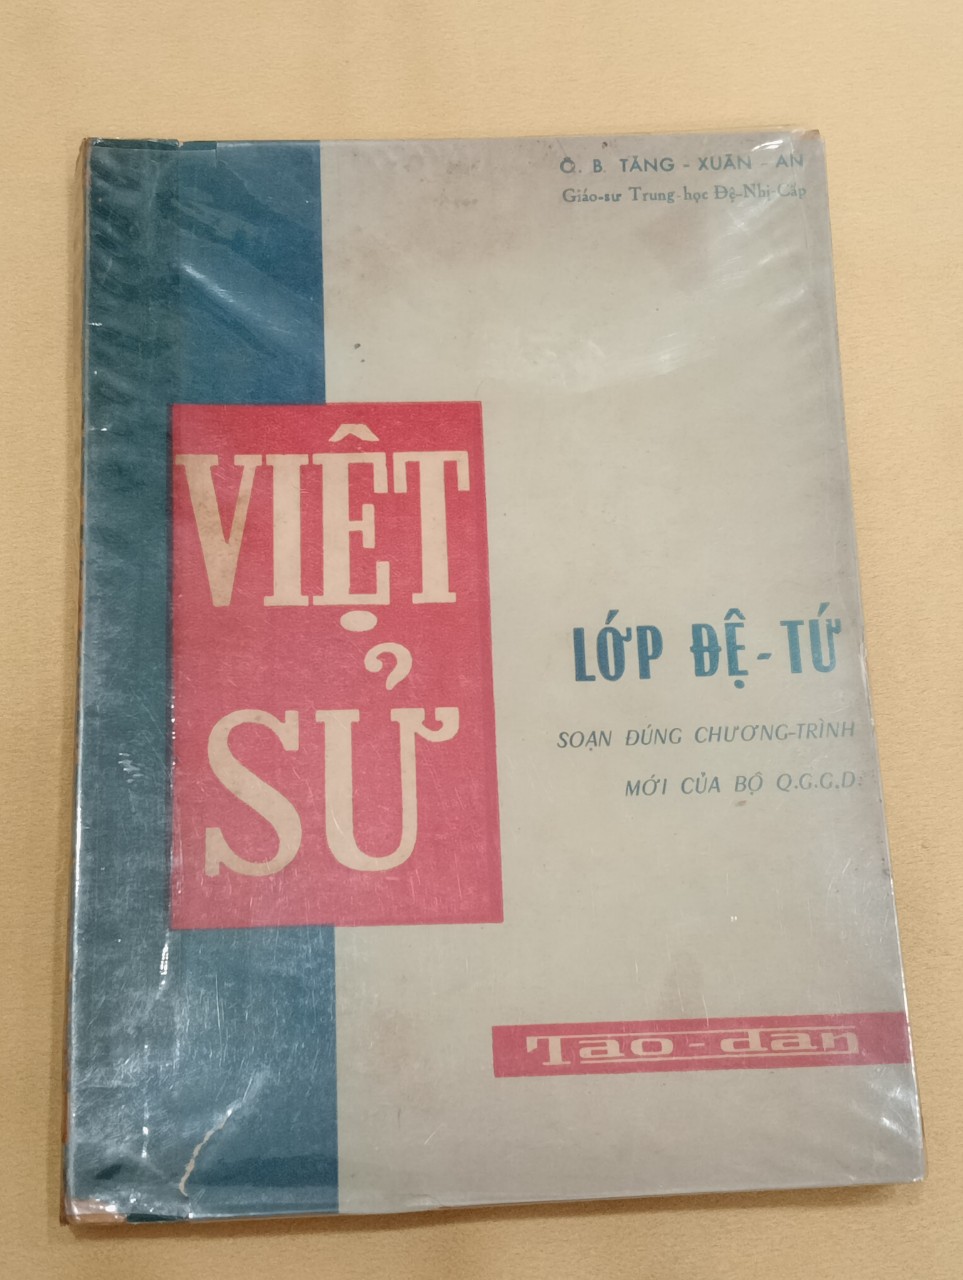 Ô. B. TĂNG - XUÂN - AN
Giáo-sư Trung-học Đệ-Nhị-Cấp
VIỆT
SỬ
LỚP ĐỆ-TỨ
SOẠN ĐÚNG CHƯƠNG-TRÌNH
MỚI CỦA BỘ Q.G.G.D.
Tao-dan